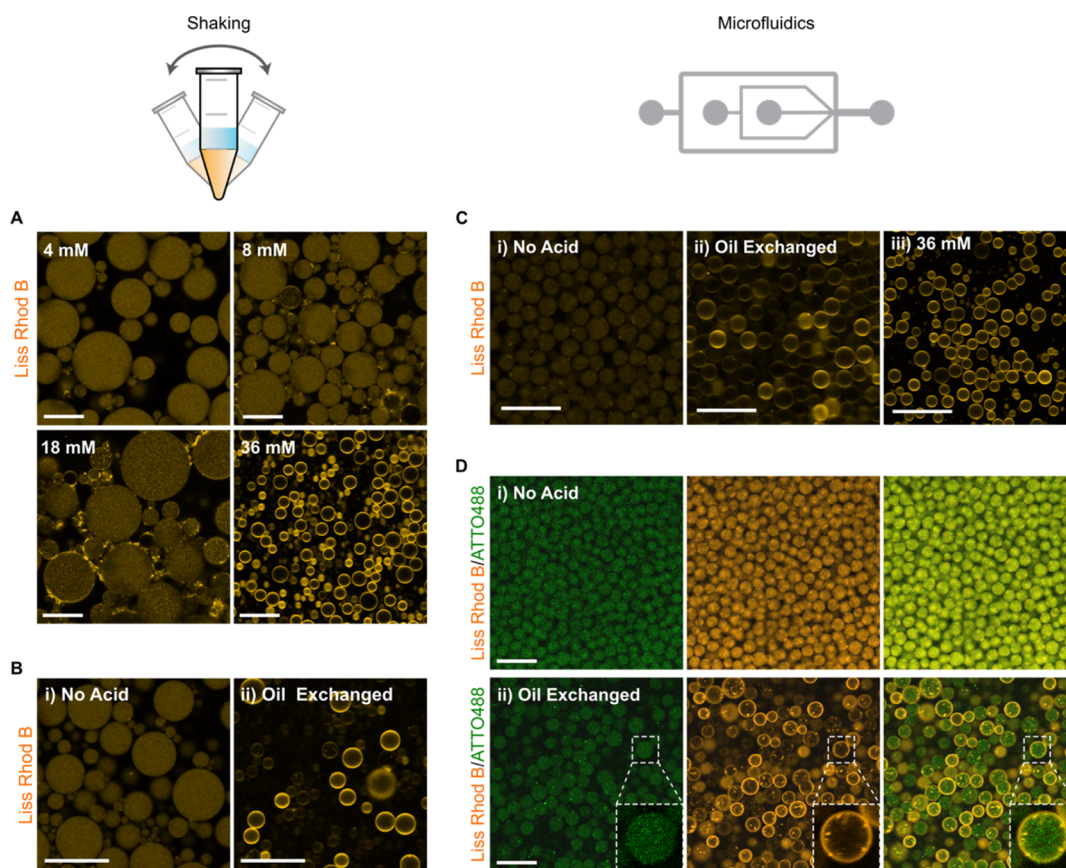 Shaking
Microfluidics
A
4 mM
8 mM
Liss Rhod B
18 mM
36 mM
B
i) No Acid
ii) Oil Exchanged
Liss Rhod B
C
i) No Acid
ii) Oil Exchanged
iii) 36 mM
Liss Rhod B
D
i) No Acid
Liss Rhod B/ATTO488
ii) Oil Exchanged
Liss Rhod B/ATTO488